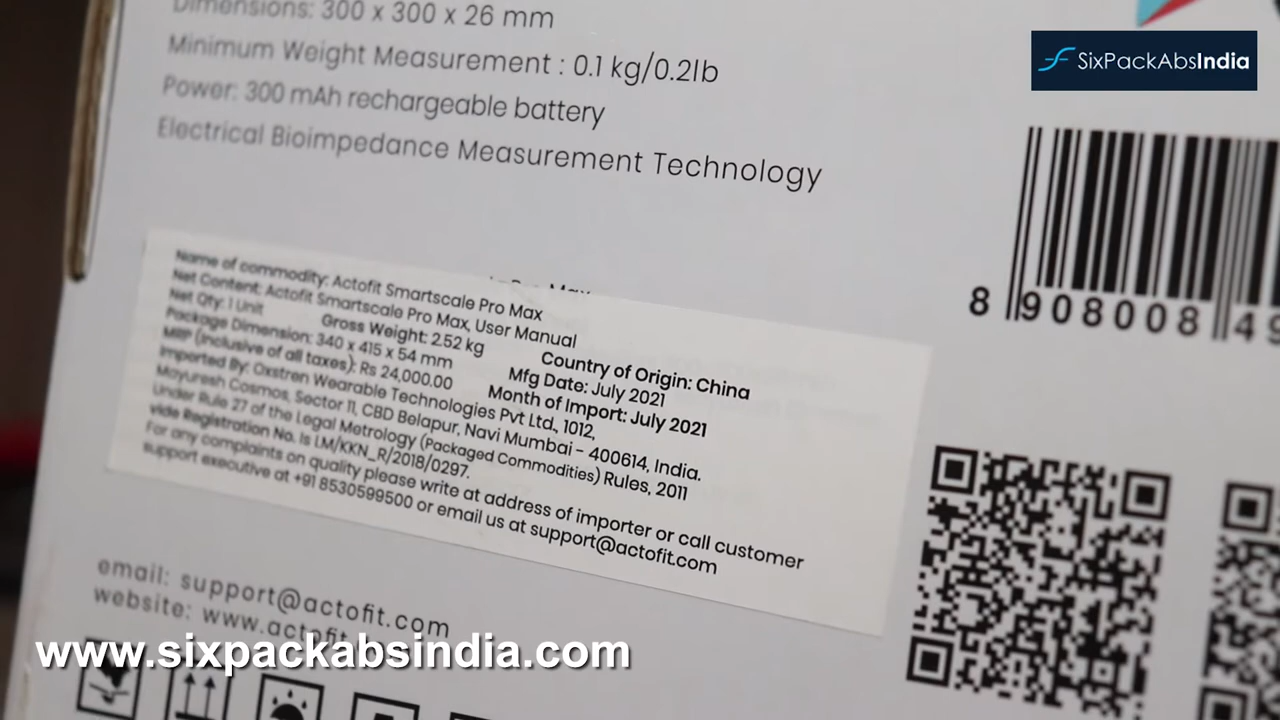 Dimensions: 300 x 300 x 26 mm
Minimum Weight Measurement : 0.1 kg/0.2lb
Power: 300 mAh rechargeable battery
Electrical Bioimpedance Measurement Technology
SixPackAbsIndia
8 908008 49
Name of commodity: Actofit Smartscale Pro Max
Net Content: Actofit Smartscale Pro Max, User Manual
Net Qty: 1 Unit Gross Weight: 2.52 kg Country of Origin: China
Package Dimension: 340 x 415 x 54 mm Mfg Date: July 2021
MRP (Inclusive of all taxes): Rs 24,000.00 Month of Import: July 2021
Imported By: Oxstren Wearable Technologies Pvt Ltd., 1012,
Mayuresh Cosmos, Sector 11, CBD Belapur, Navi Mumbai - 400614, India.
Under Rule 27 of the Legal Metrology (Packaged Commodities) Rules, 2011
vide Registration No. is LM/KKN_R/2018/0297.
For any complaints on quality please write at address of importer or call customer
support executive at +91 8530599500 or email us at support@actofit.com
email: support@actofit.com
website: www.actofit
www.sixpackabsindia.com